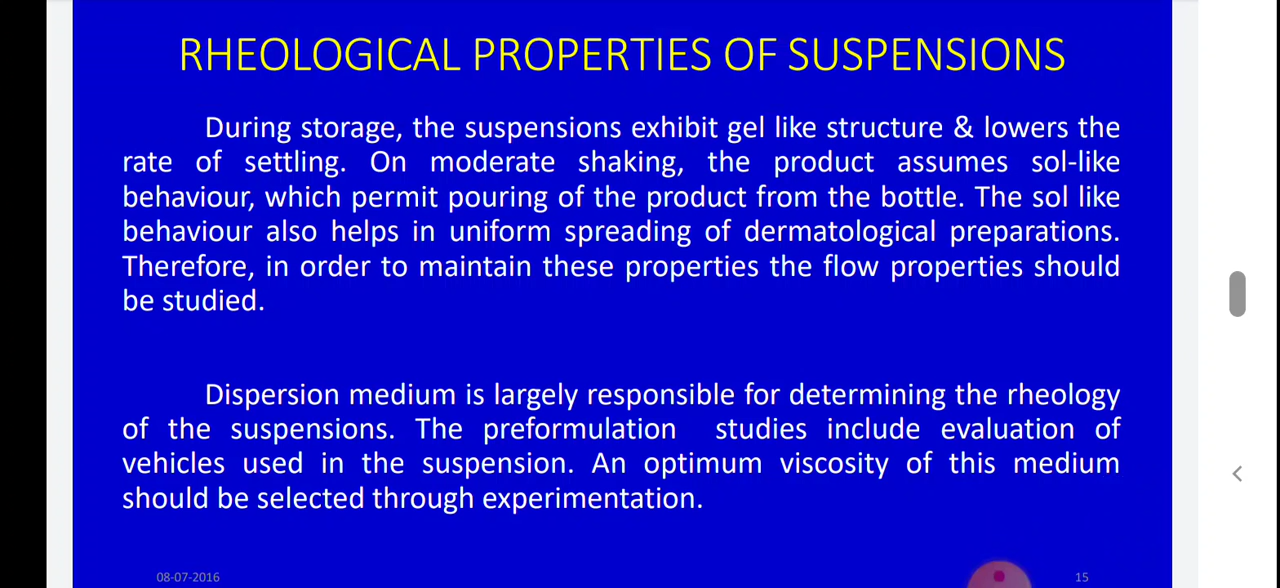 RHEOLOGICAL PROPERTIES OF SUSPENSIONS
During storage, the suspensions exhibit gel like structure & lowers the
rate of settling. On moderate shaking, the product assumes sol-like
behaviour, which permit pouring of the product from the bottle. The sol like
behaviour also helps in uniform spreading of dermatological preparations.
Therefore, in order to maintain these properties the flow properties should
be studied.
Dispersion medium is largely responsible for determining the rheology
of the suspensions. The preformulation studies include evaluation of
vehicles used in the suspension. An optimum viscosity of this medium
should be selected through experimentation.
08-07-2016
15